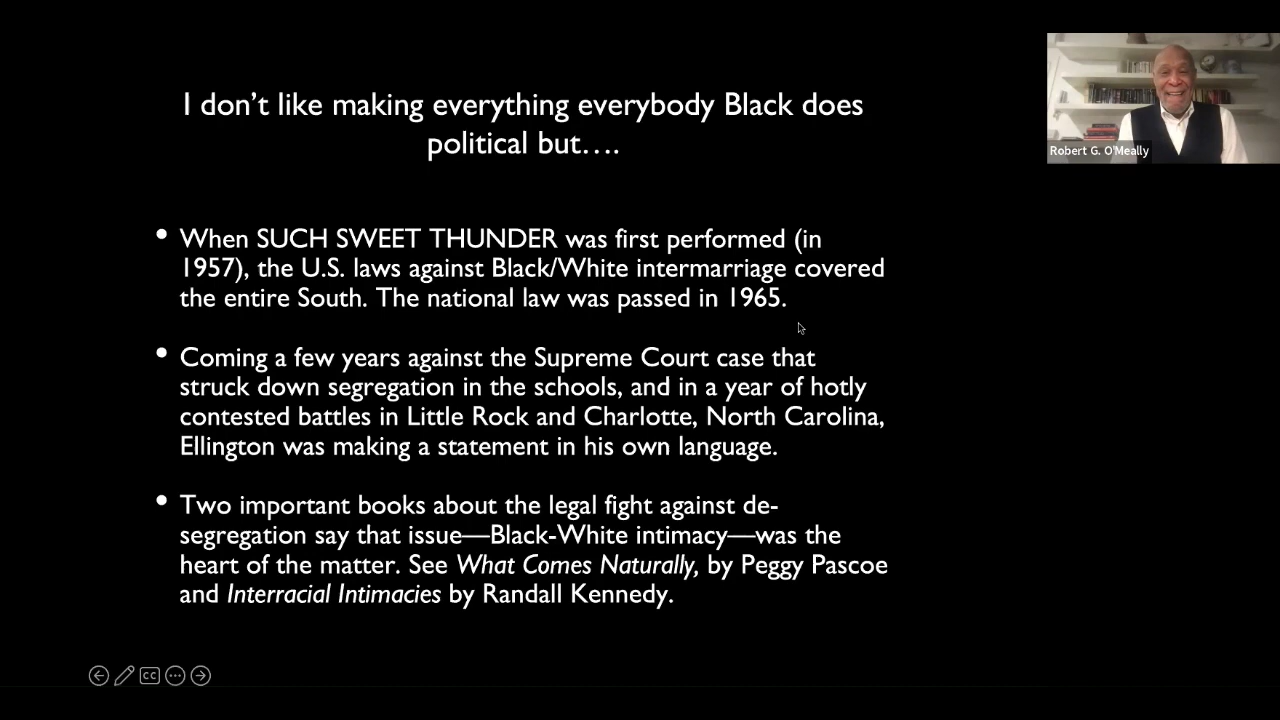 I don’t like making everything everybody Black does
political but….
Robert G. O'Meally
• When SUCH SWEET THUNDER was first performed (in
1957), the U.S. laws against Black/White intermarriage covered
the entire South. The national law was passed in 1965.
• Coming a few years against the Supreme Court case that
struck down segregation in the schools, and in a year of hotly
contested battles in Little Rock and Charlotte, North Carolina,
Ellington was making a statement in his own language.
• Two important books about the legal fight against de-
segregation say that issue—Black-White intimacy—was the
heart of the matter. See What Comes Naturally, by Peggy Pascoe
and Interracial Intimacies by Randall Kennedy.
CC